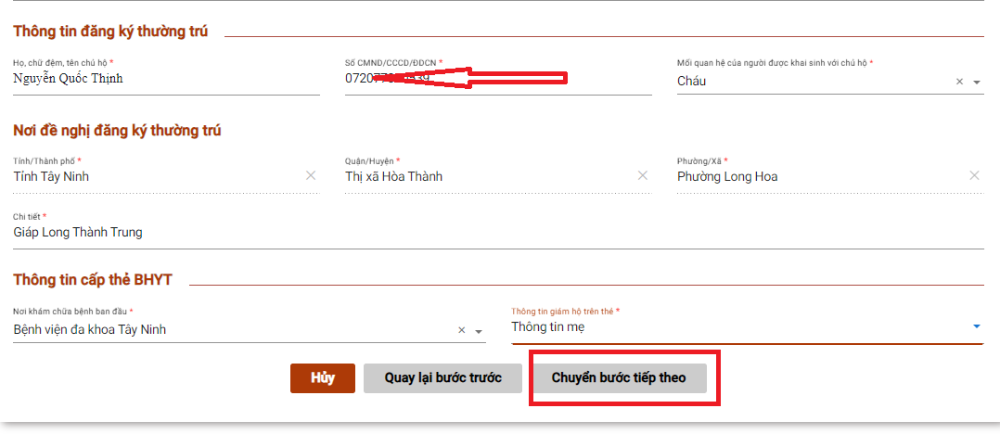 Thông tin đăng ký thường trú
Họ, chữ đệm, tên chủ hộ *
Số CMND/CCCD/ĐDCN *
Mối quan hệ của người được khai sinh với chủ hộ *
Nguyễn Quốc Thịnh
Cháu
Nơi đề nghị đăng ký thường trú
Tỉnh/Thành phố *
Quận/Huyện *
Phường/Xã *
Tỉnh Tây Ninh
Thị xã Hòa Thành
Phường Long Hoa
Chi tiết *
Giáp Long Thành Trung
Thông tin cấp thẻ BHYT
Nơi khám chữa bệnh ban đầu *
Thông tin giám hộ trên thẻ *
Bệnh viện đa khoa Tây Ninh
Thông tin mẹ
Hủy
Quay lại bước trước
Chuyển bước tiếp theo